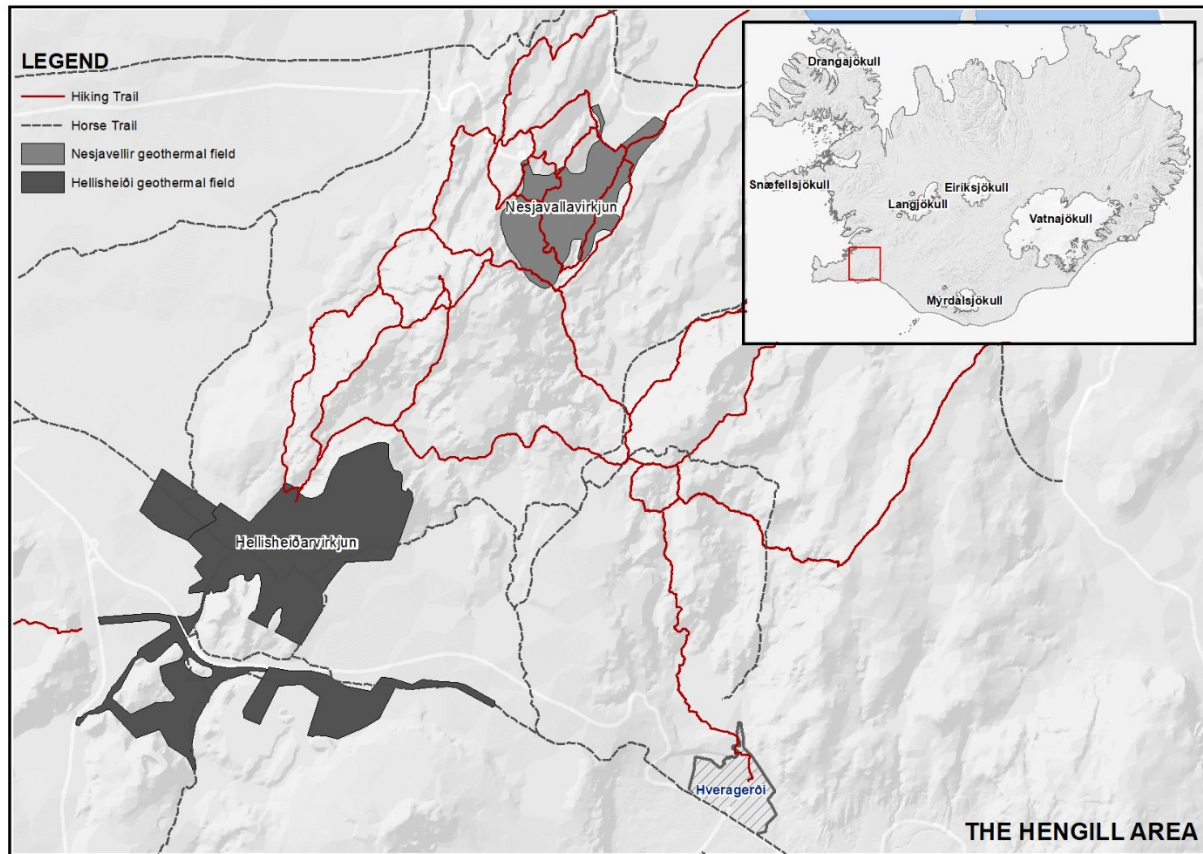 LEGEND
Hiking Trail
Horse Trail
Nesjavellir geothermal field
Hellisheiði geothermal field
Drangajökull
Snæfellsjökull
Langjökull
Eiriksjökull
Vatnajökull
Mýrdalsjökull
Nesjavallavirkjun
Hellisheiðarvirkjun
Hveragerði
THE HENGILL AREA